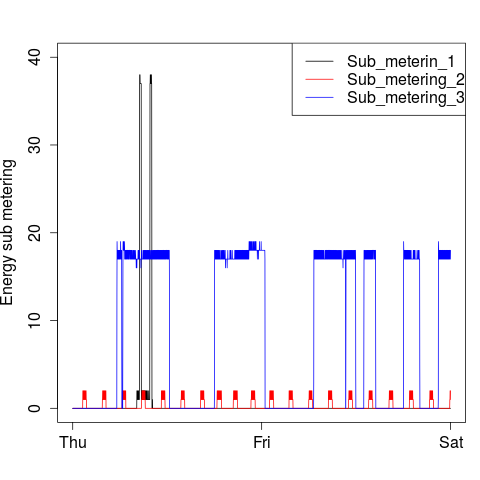 Sub_meterin_1
Sub_metering_2
Sub_metering_3
Energy sub metering
40
30
20
10
0
Thu Fri Sat